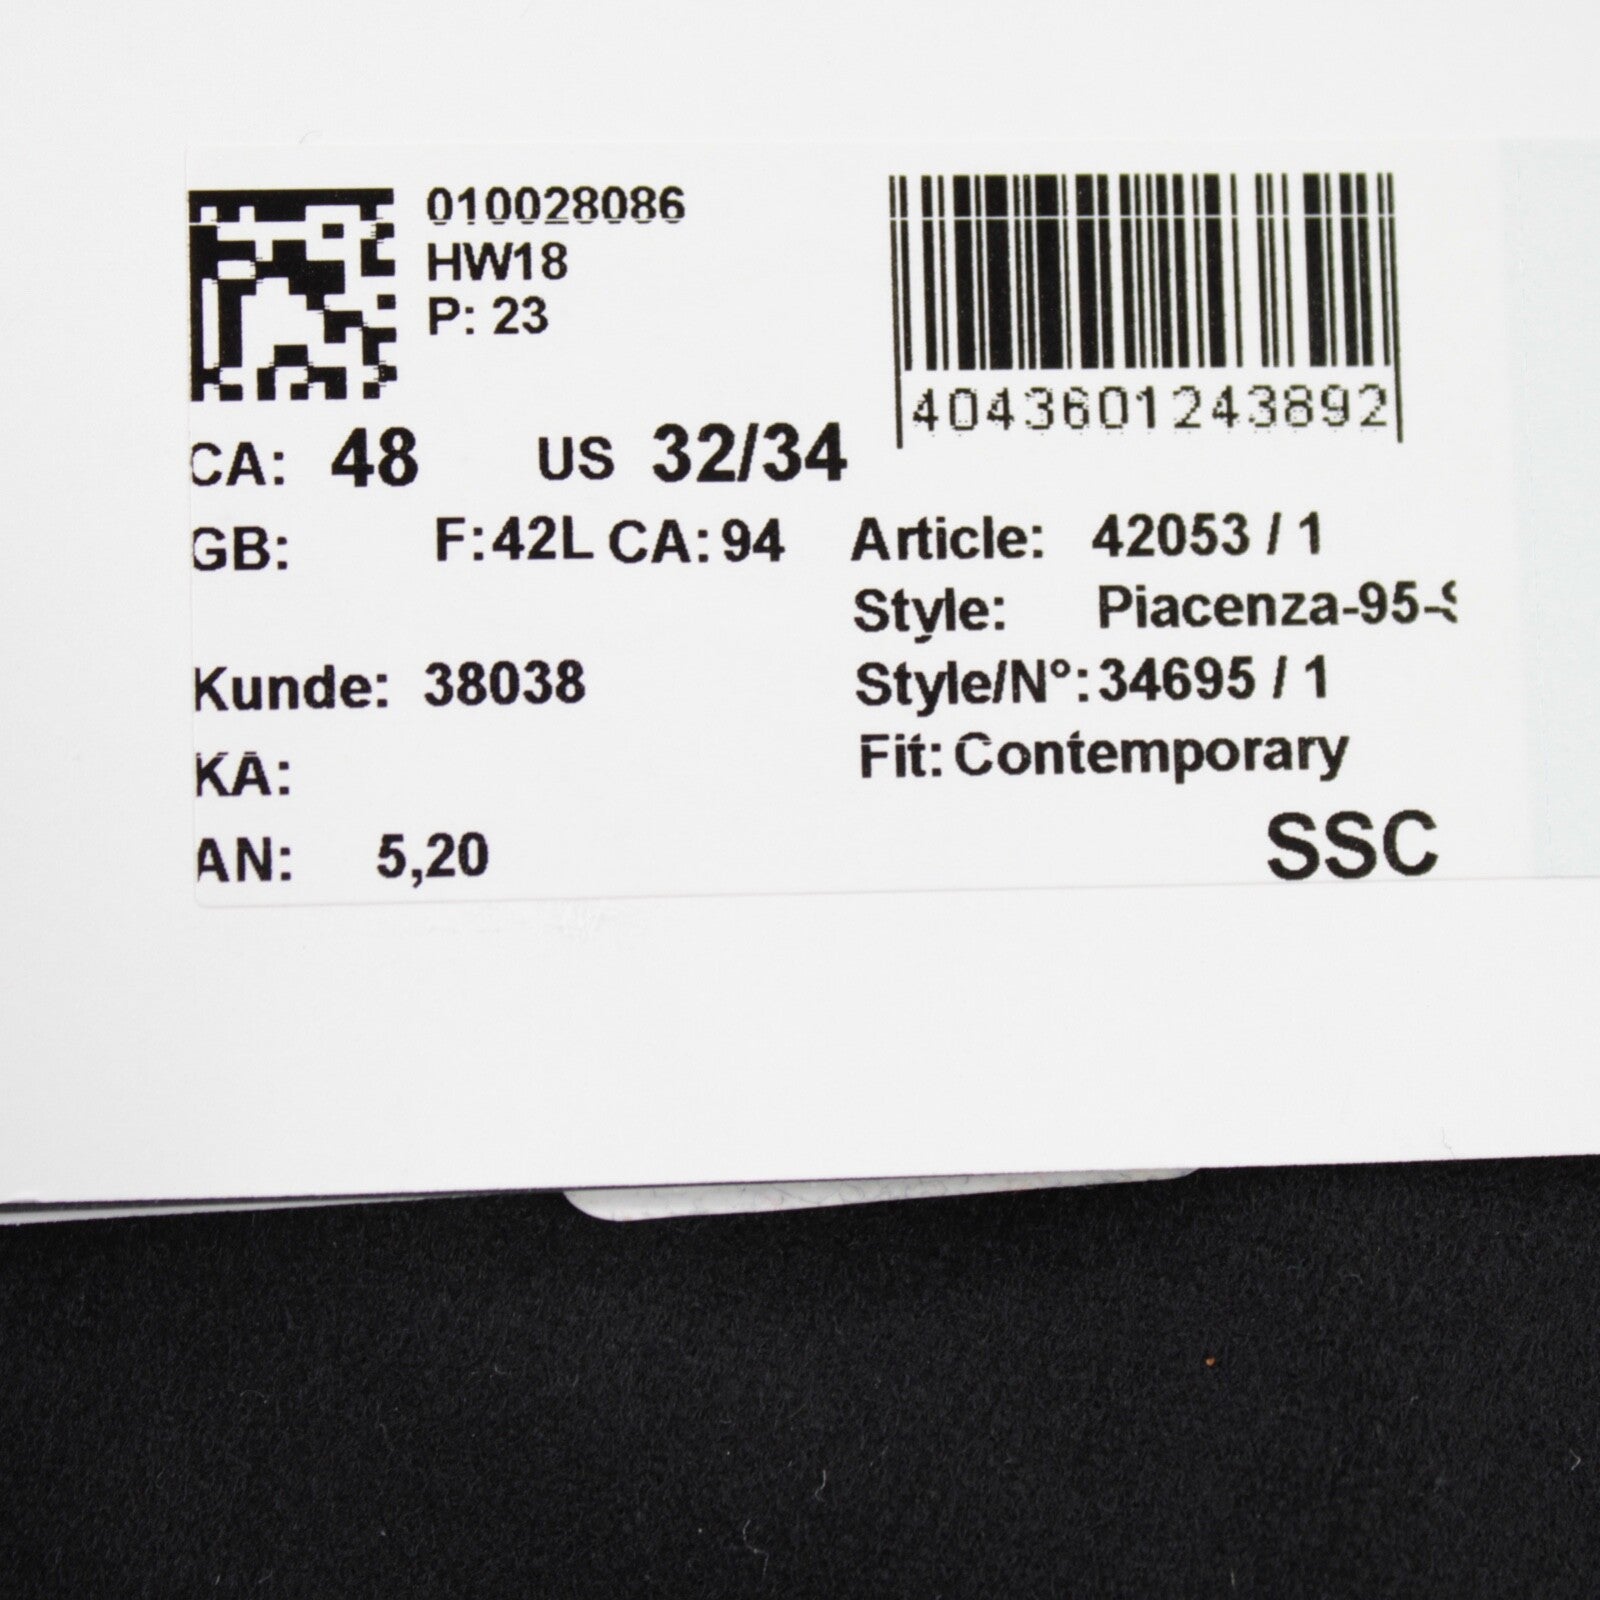 010028086
HW18
P: 23
4043601243892
CA: 48 US 32/34
GB: F:42L CA: 94
Article: 42053 / 1
Style: Piacenza-95-
Style/N°: 34695 / 1
Kunde: 38038
Fit: Contemporary
KA:
AN: 5,20
SSC